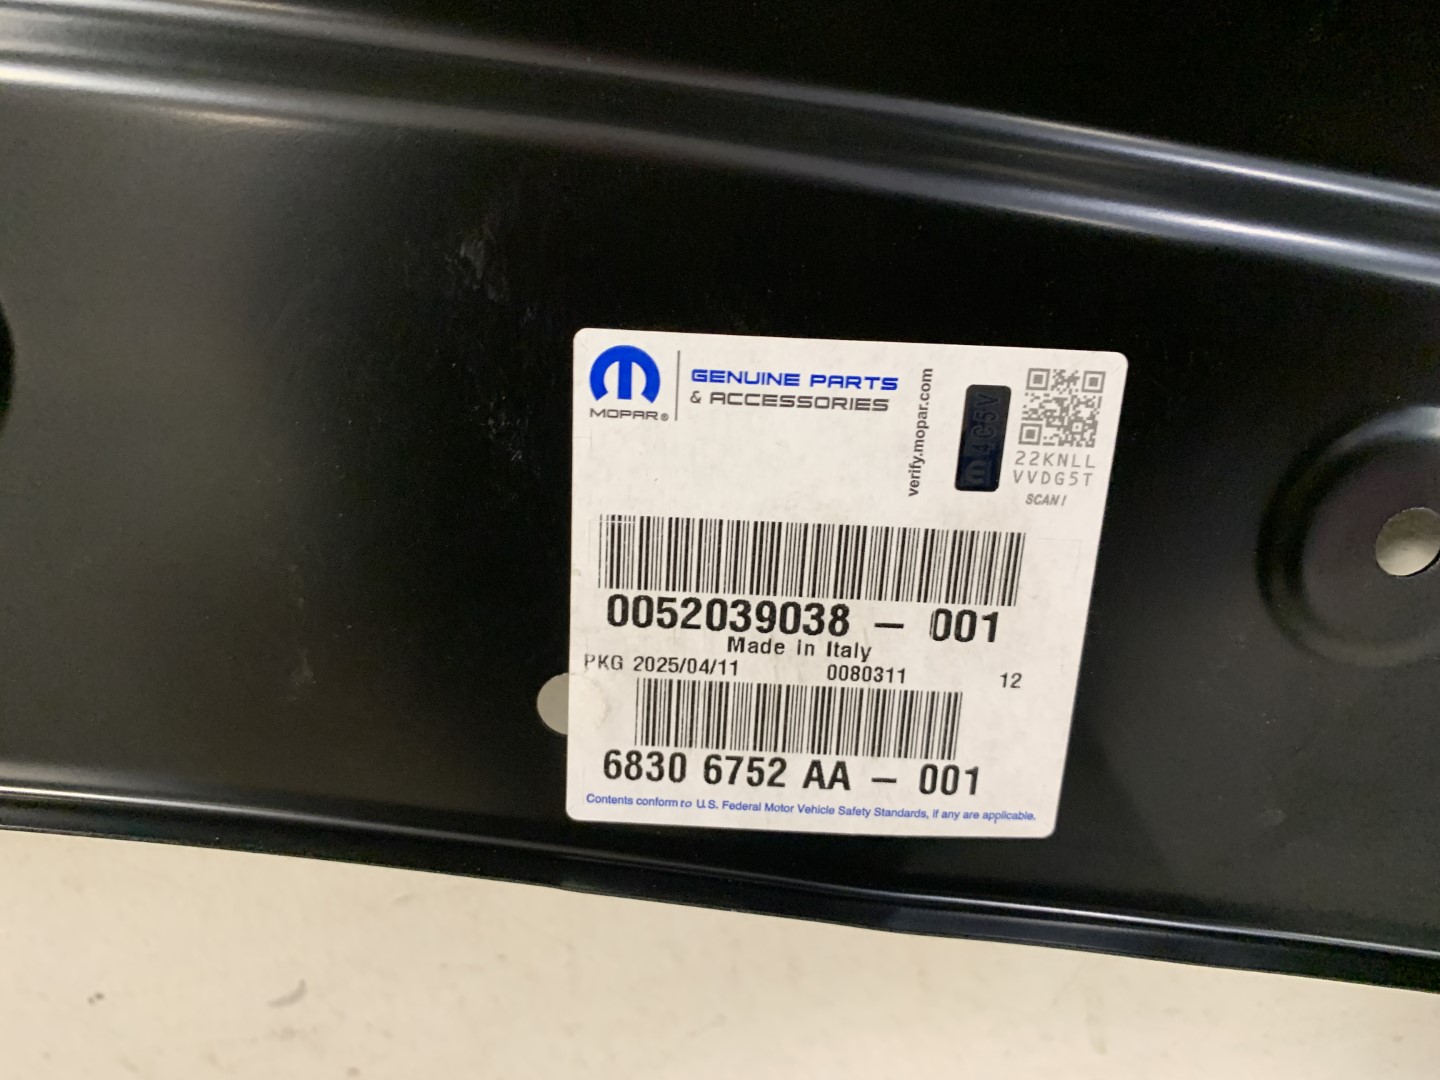 MOPAR®
GENUINE PARTS
& ACCESSORIES
verify.mopar.com
4C5V
22KNLL
VVDG5T
SCAN!
0052039038 - 001
Made in Italy
PKG 2025/04/11 0080311 12
6830 6752 AA - 001
Contents conform to U.S. Federal Motor Vehicle Safety Standards, if any are applicable.